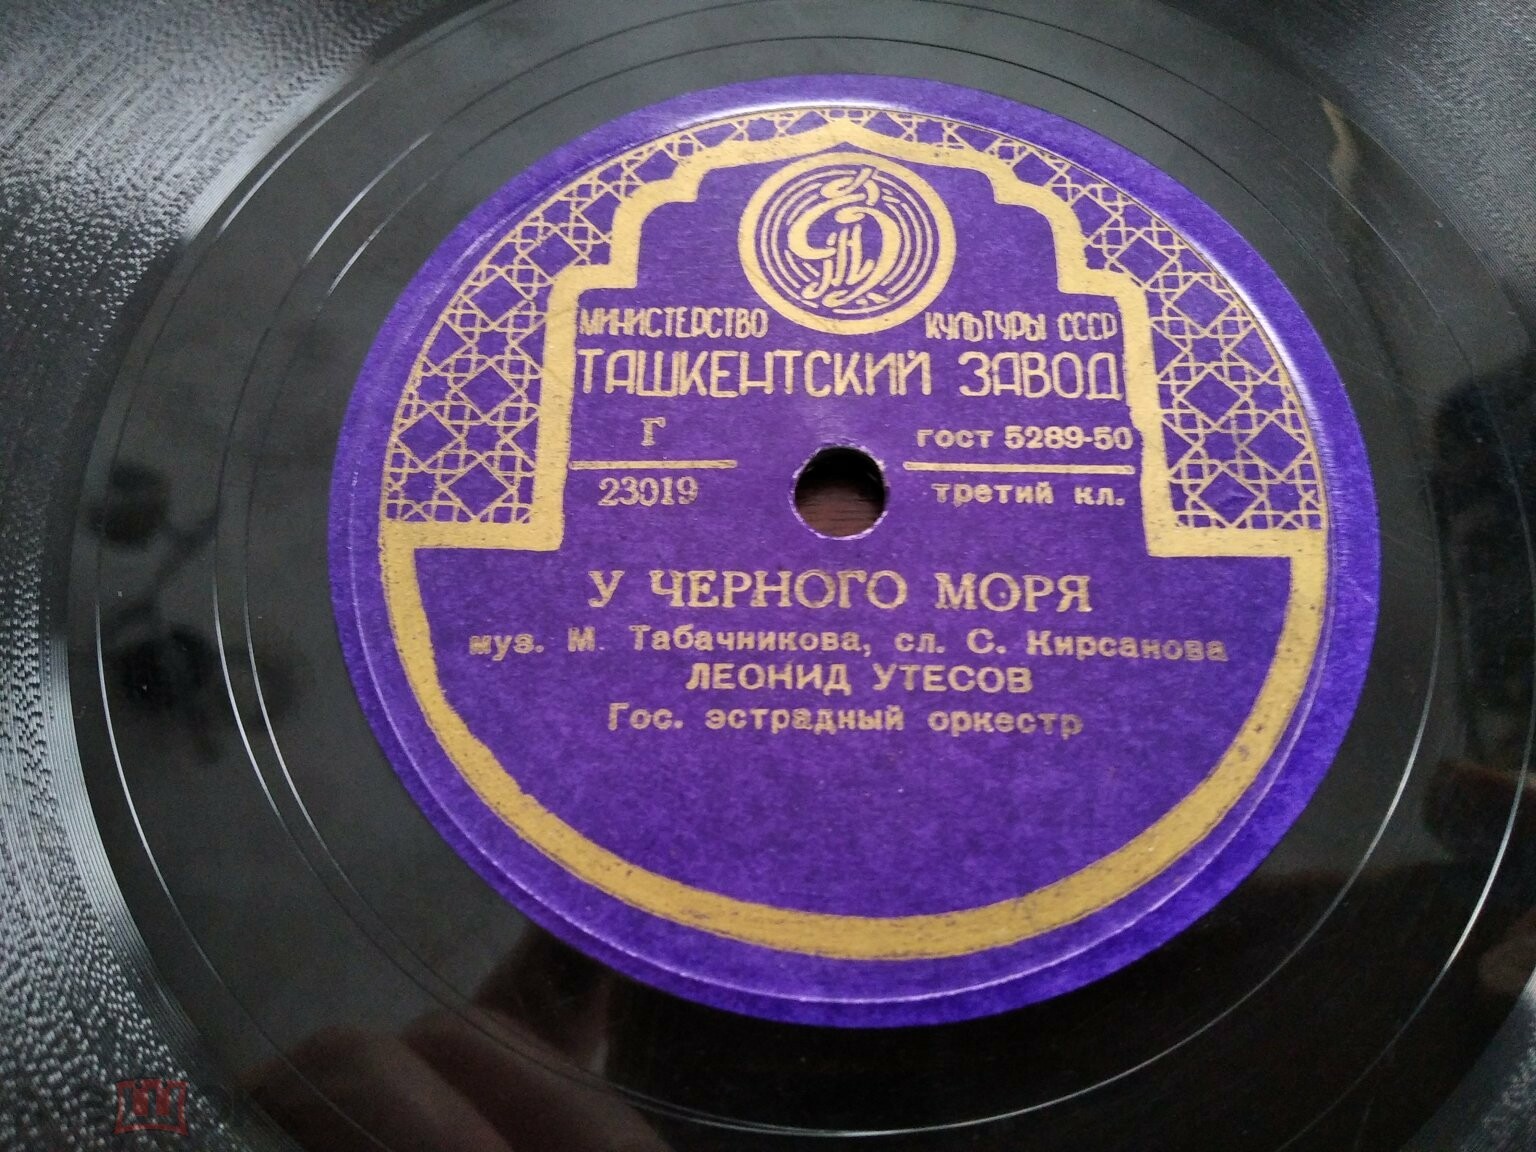 МИНИСТЕРСТВО КУЛЬТУРЫ СССР
ТАШКЕНТСКИЙ ЗАВОД
Г ГОСТ 5289-50
23019 третий кл.
У ЧЕРНОГО МОРЯ
муз. М. Табачникова, сл. С. Кирсанова
ЛЕОНИД УТЕСОВ
Гос. эстрадный оркестр